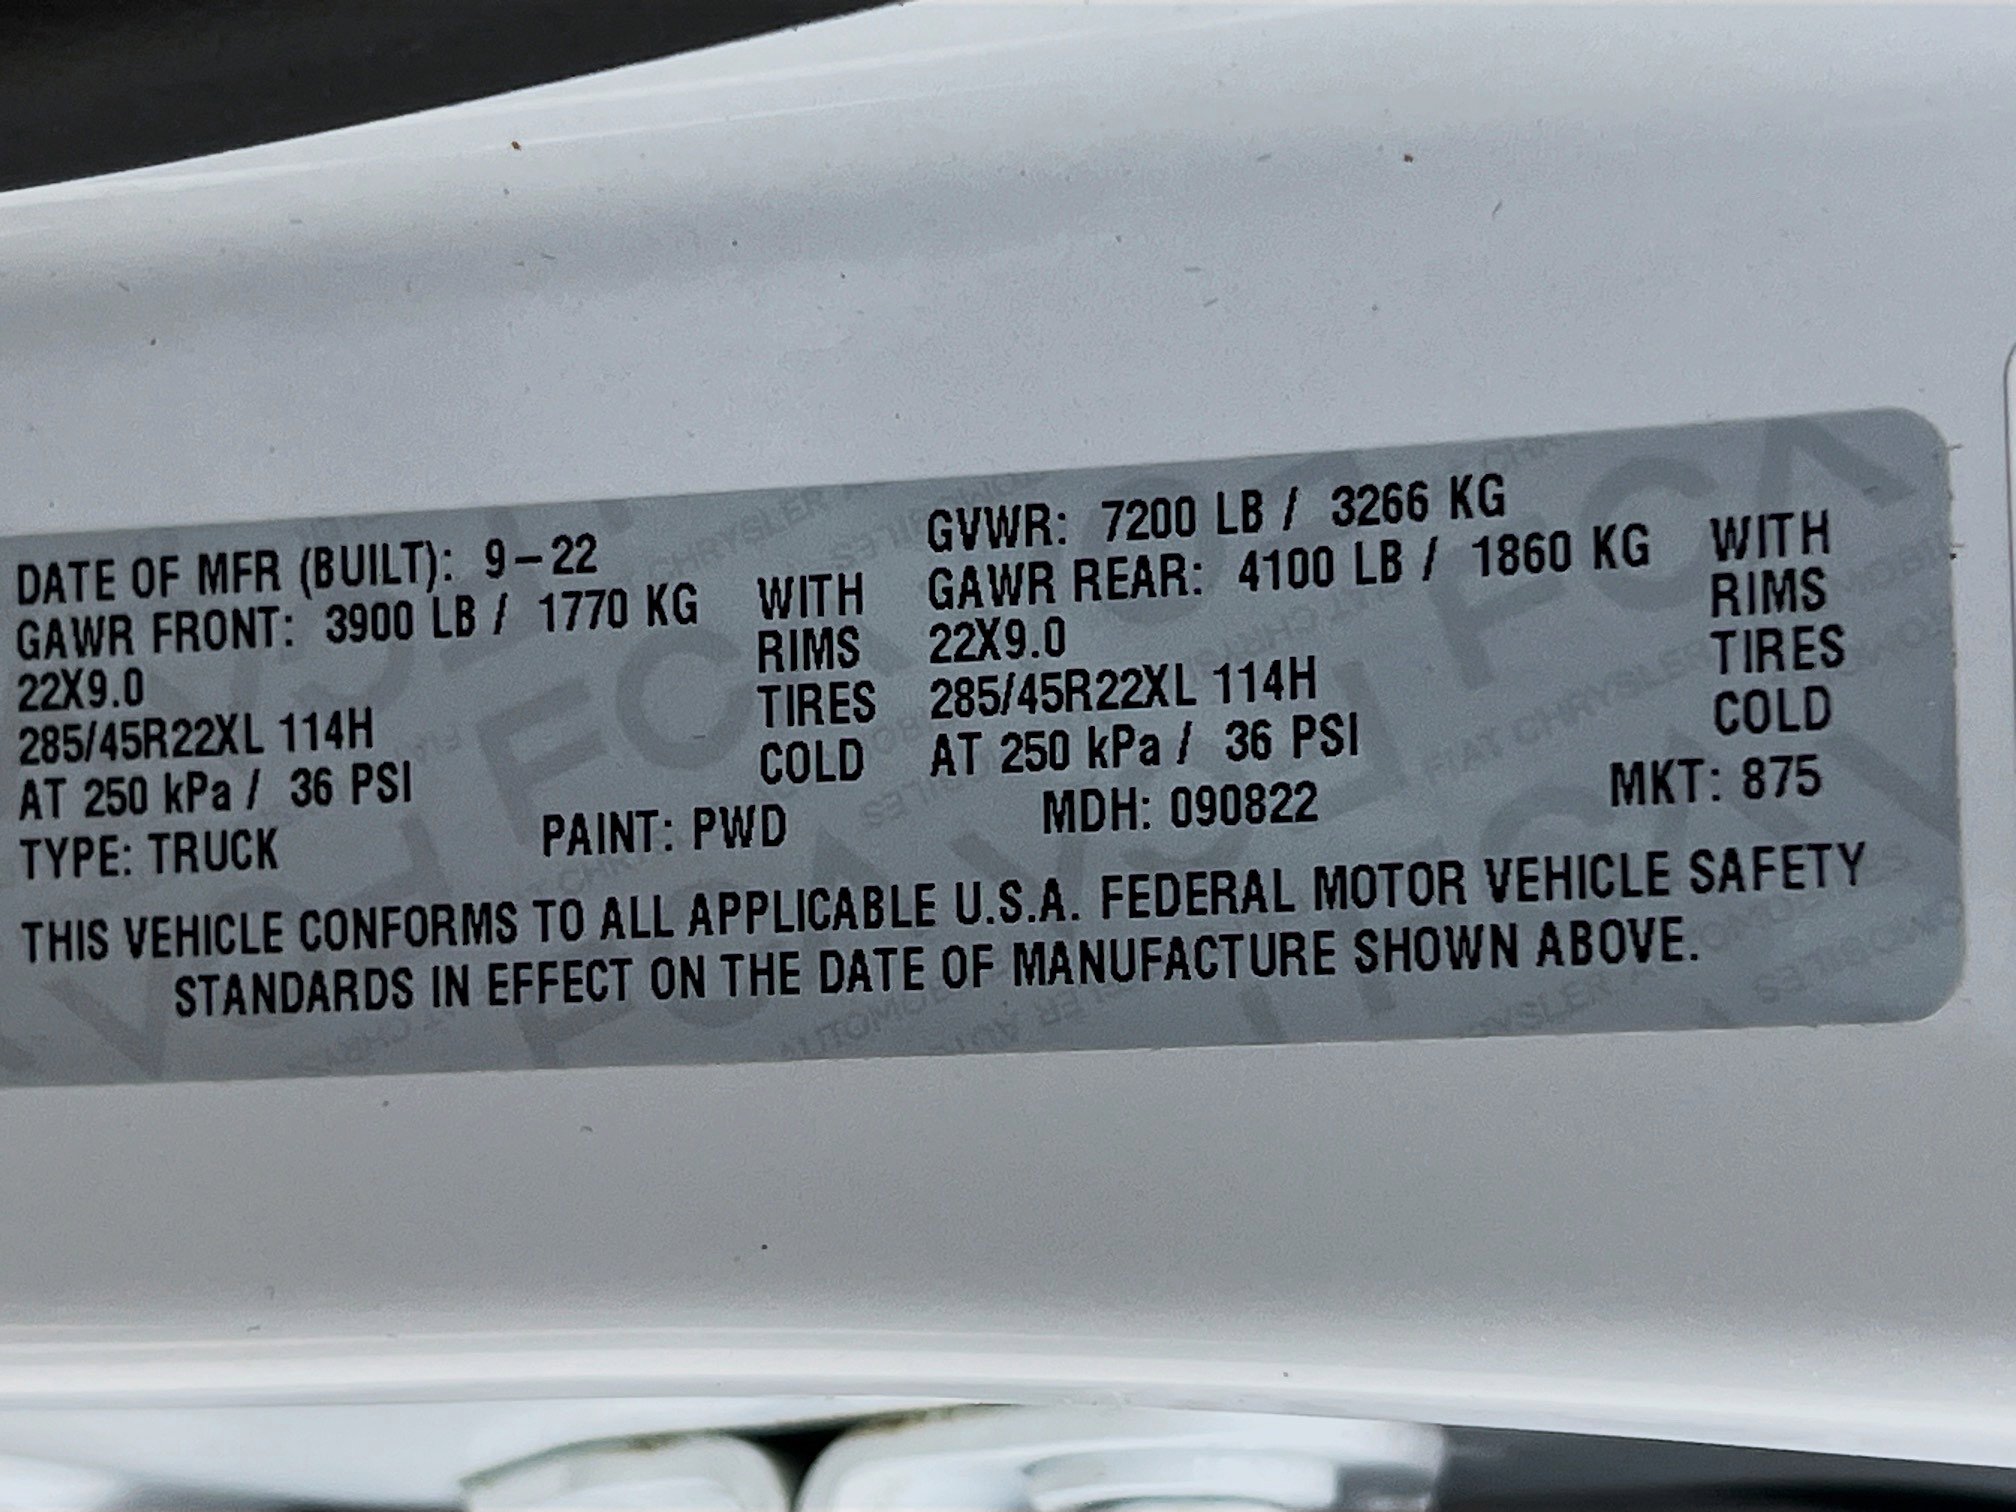 DATE OF MFR (BUILT): 9-22 GVWR: 7200 LB / 3266 KG
GAWR FRONT: 3900 LB / 1770 KG WITH GAWR REAR: 4100 LB / 1860 KG WITH
22X9.0 RIMS 22X9.0 RIMS
285/45R22XL 114H TIRES 285/45R22XL 114H TIRES
AT 250 kPa / 36 PSI COLD AT 250 kPa / 36 PSI COLD
TYPE: TRUCK PAINT: PWD MDH: 090822 MKT: 875
THIS VEHICLE CONFORMS TO ALL APPLICABLE U.S.A. FEDERAL MOTOR VEHICLE SAFETY
STANDARDS IN EFFECT ON THE DATE OF MANUFACTURE SHOWN ABOVE.